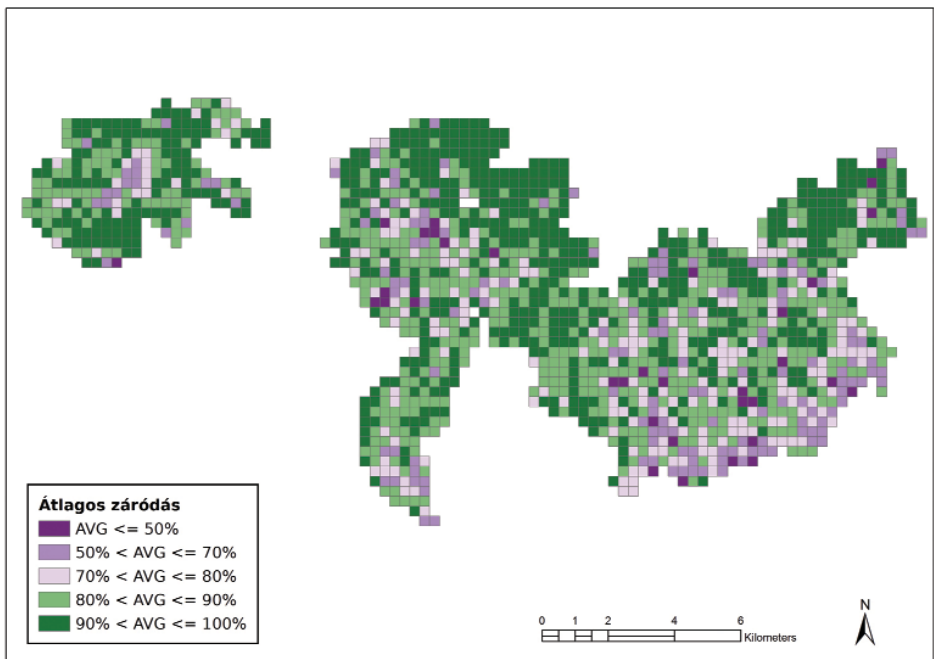 Átlagos záródás
AVG <= 50%
50% < AVG <= 70%
70% < AVG <= 80%
80% < AVG <= 90%
90% < AVG <= 100%
0 1 2 4 6
Kilometers
N